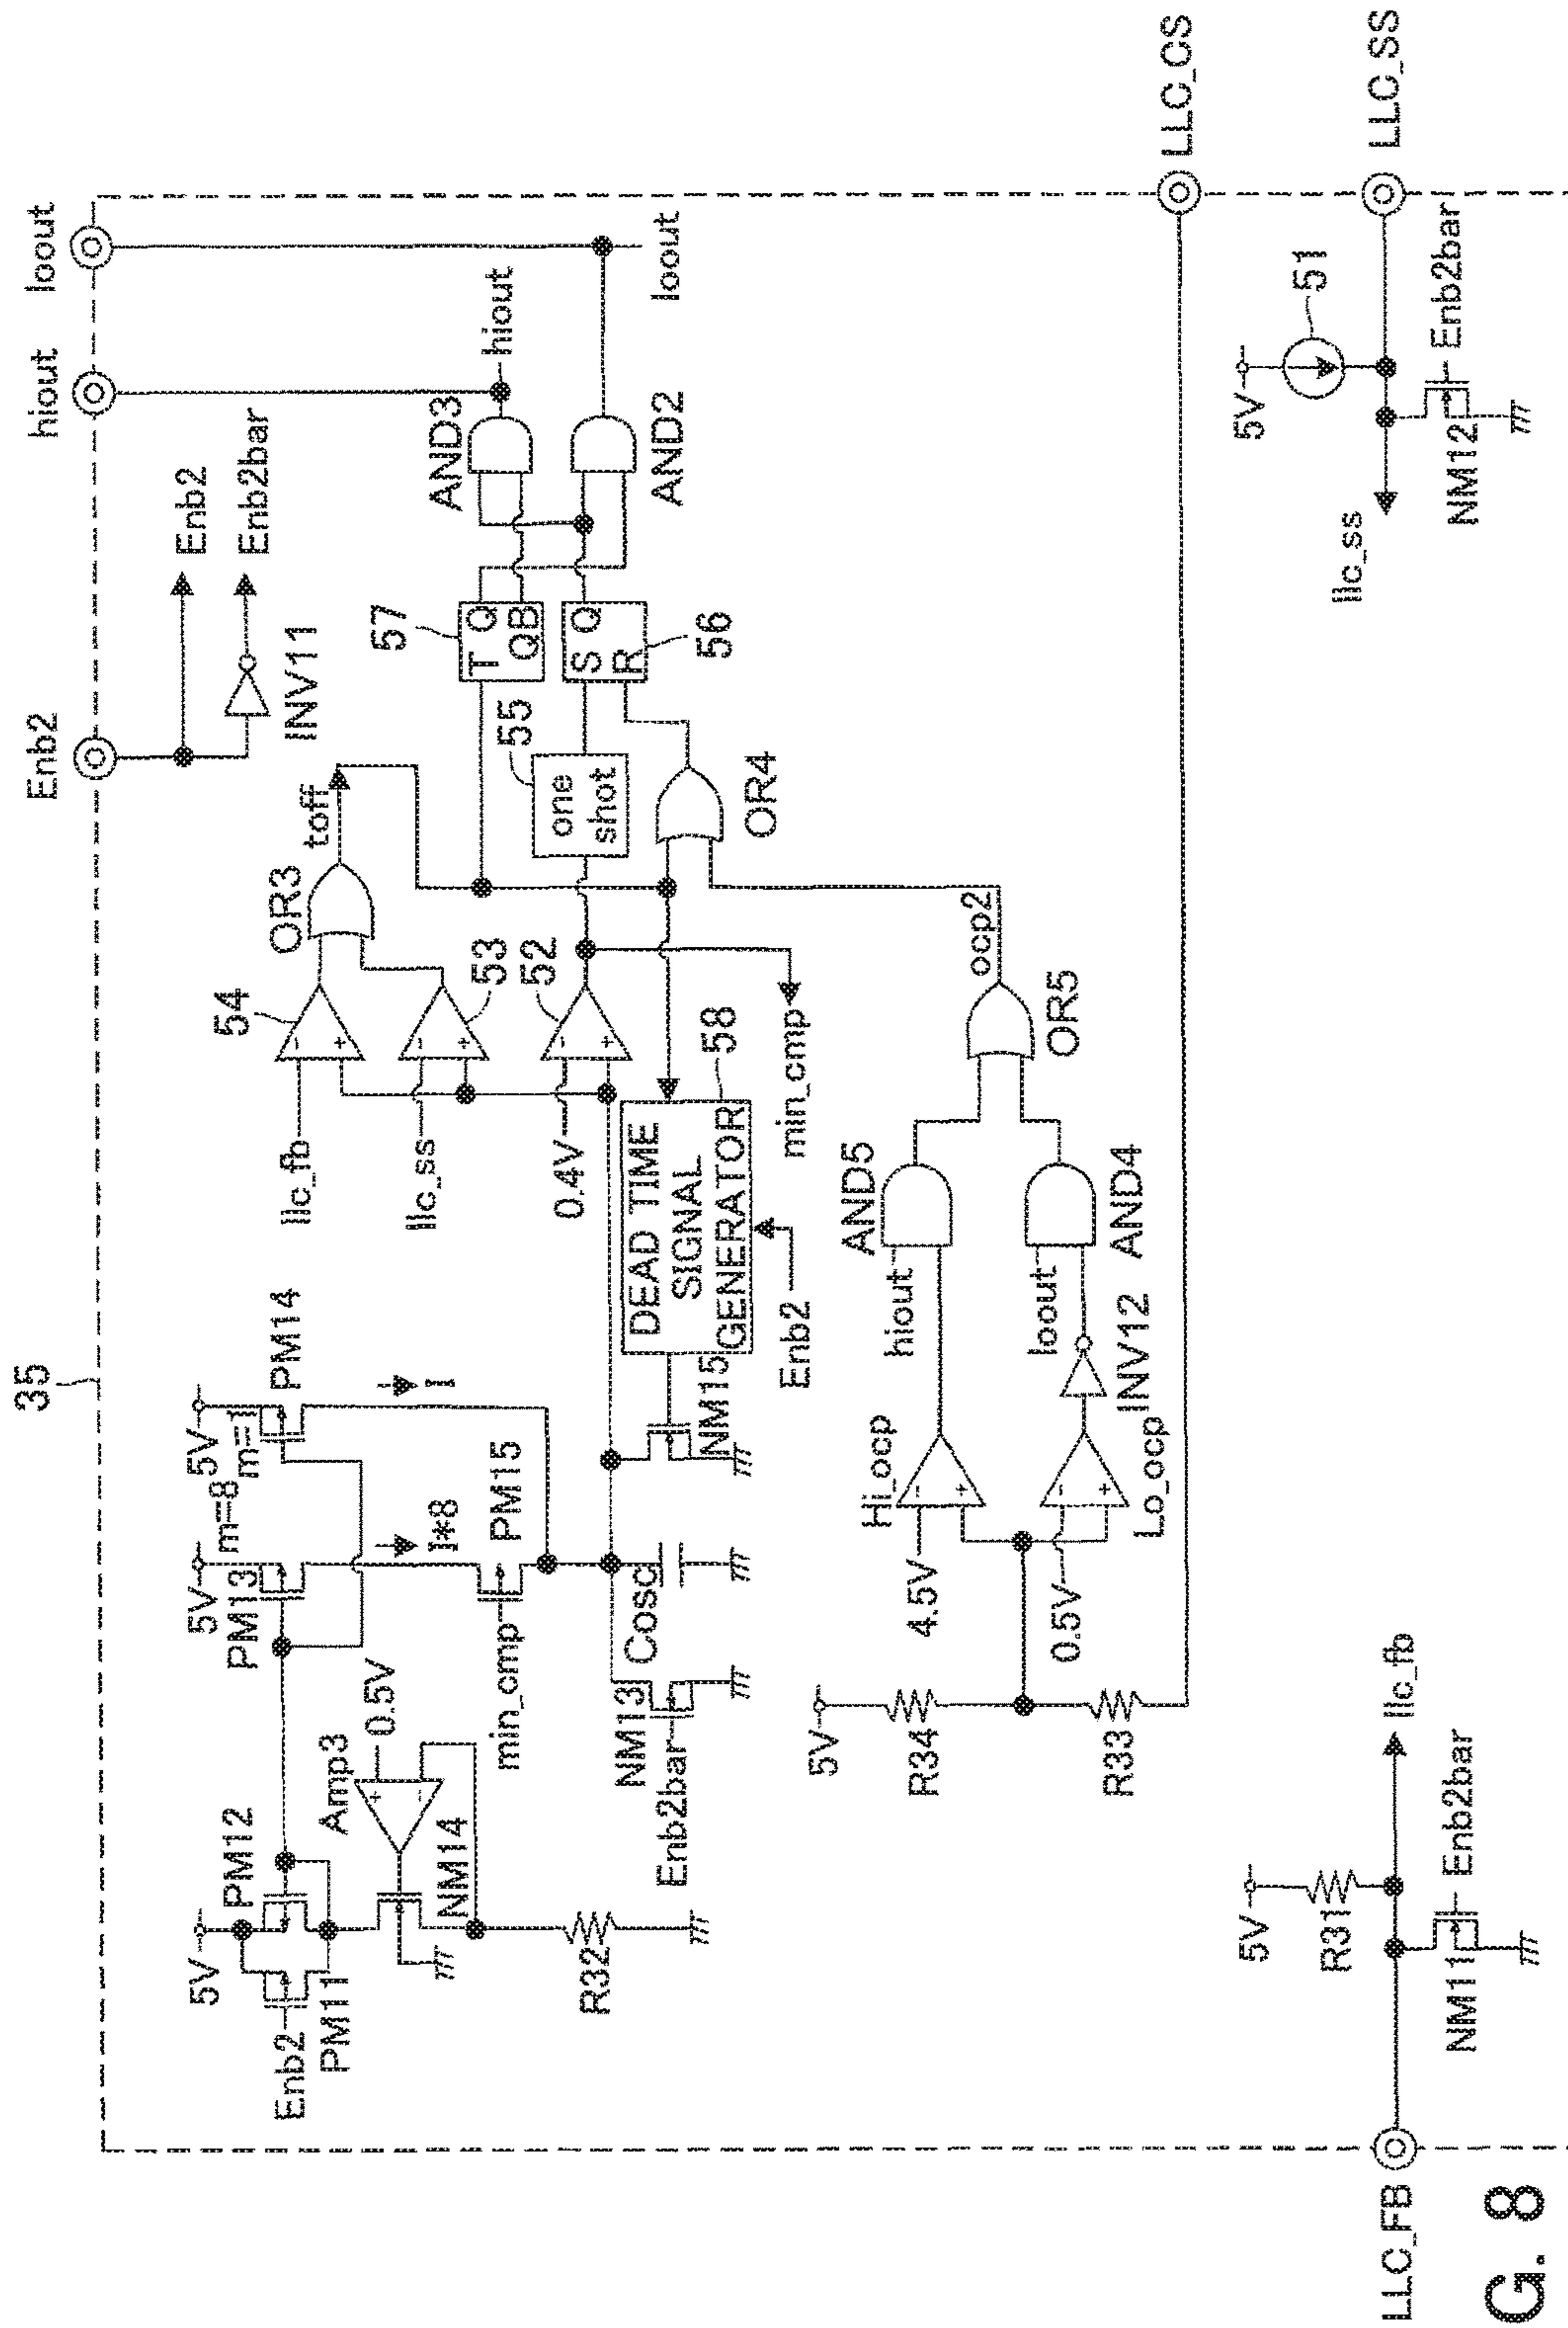 35
Enb2
hiout
loout
5V
PM12
Enb2
PM11
Amp3
0.5V
NM14
R32
5V
m=8
PM13
I*8
5V
m=1
PM14
I
min_cmp
PM15
Enb2bar
NM13
Cosc
NM15
llc_fb
54
llc_ss
53
0.4V
52
OR3
toff
DEAD TIME
SIGNAL
GENERATOR
58
Enb2
min_cmp
one
shot
55
OR4
T
Q
QB
57
S
Q
R
56
Enb2
Enb2bar
INV11
AND3
hiout
AND2
loout
5V
R34
R33
4.5V
Hi_ocp
0.5V
Lo_ocp
INV12
hiout
AND5
loout
AND4
OR5
ocp2
LLC_CS
LLC_FB
5V
R31
llc_fb
NM11
Enb2bar
llc_ss
5V
51
NM12
Enb2bar
LLC_SS
G. 8